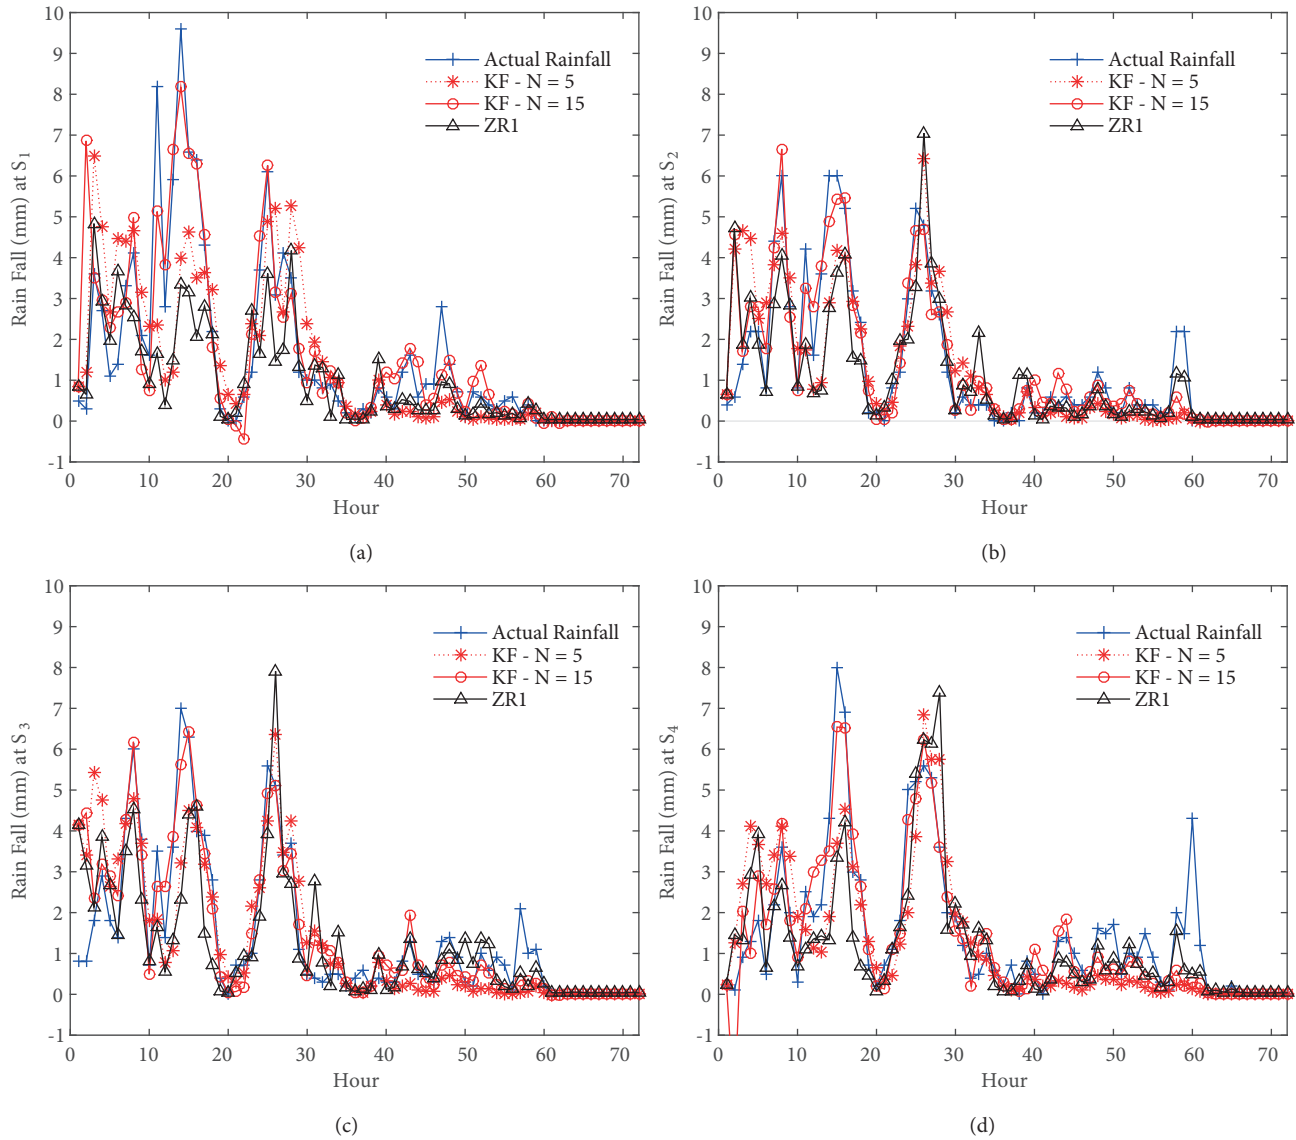 10
9
8
7
6
5
4
3
2
1
0
-1
Rain Fall (mm) at S₁
Actual Rainfall
KF - N = 5
KF - N = 15
ZR1
0 10 20 30 40 50 60 70
Hour
(a)
10
9
8
7
6
5
4
3
2
1
0
-1
Rain Fall (mm) at S₂
Actual Rainfall
KF - N = 5
KF - N = 15
ZR1
0 10 20 30 40 50 60 70
Hour
(b)
10
9
8
7
6
5
4
3
2
1
0
-1
Rain Fall (mm) at S₃
Actual Rainfall
KF - N = 5
KF - N = 15
ZR1
0 10 20 30 40 50 60 70
Hour
(c)
10
9
8
7
6
5
4
3
2
1
0
-1
Rain Fall (mm) at S₄
Actual Rainfall
KF - N = 5
KF - N = 15
ZR1
0 10 20 30 40 50 60 70
Hour
(d)